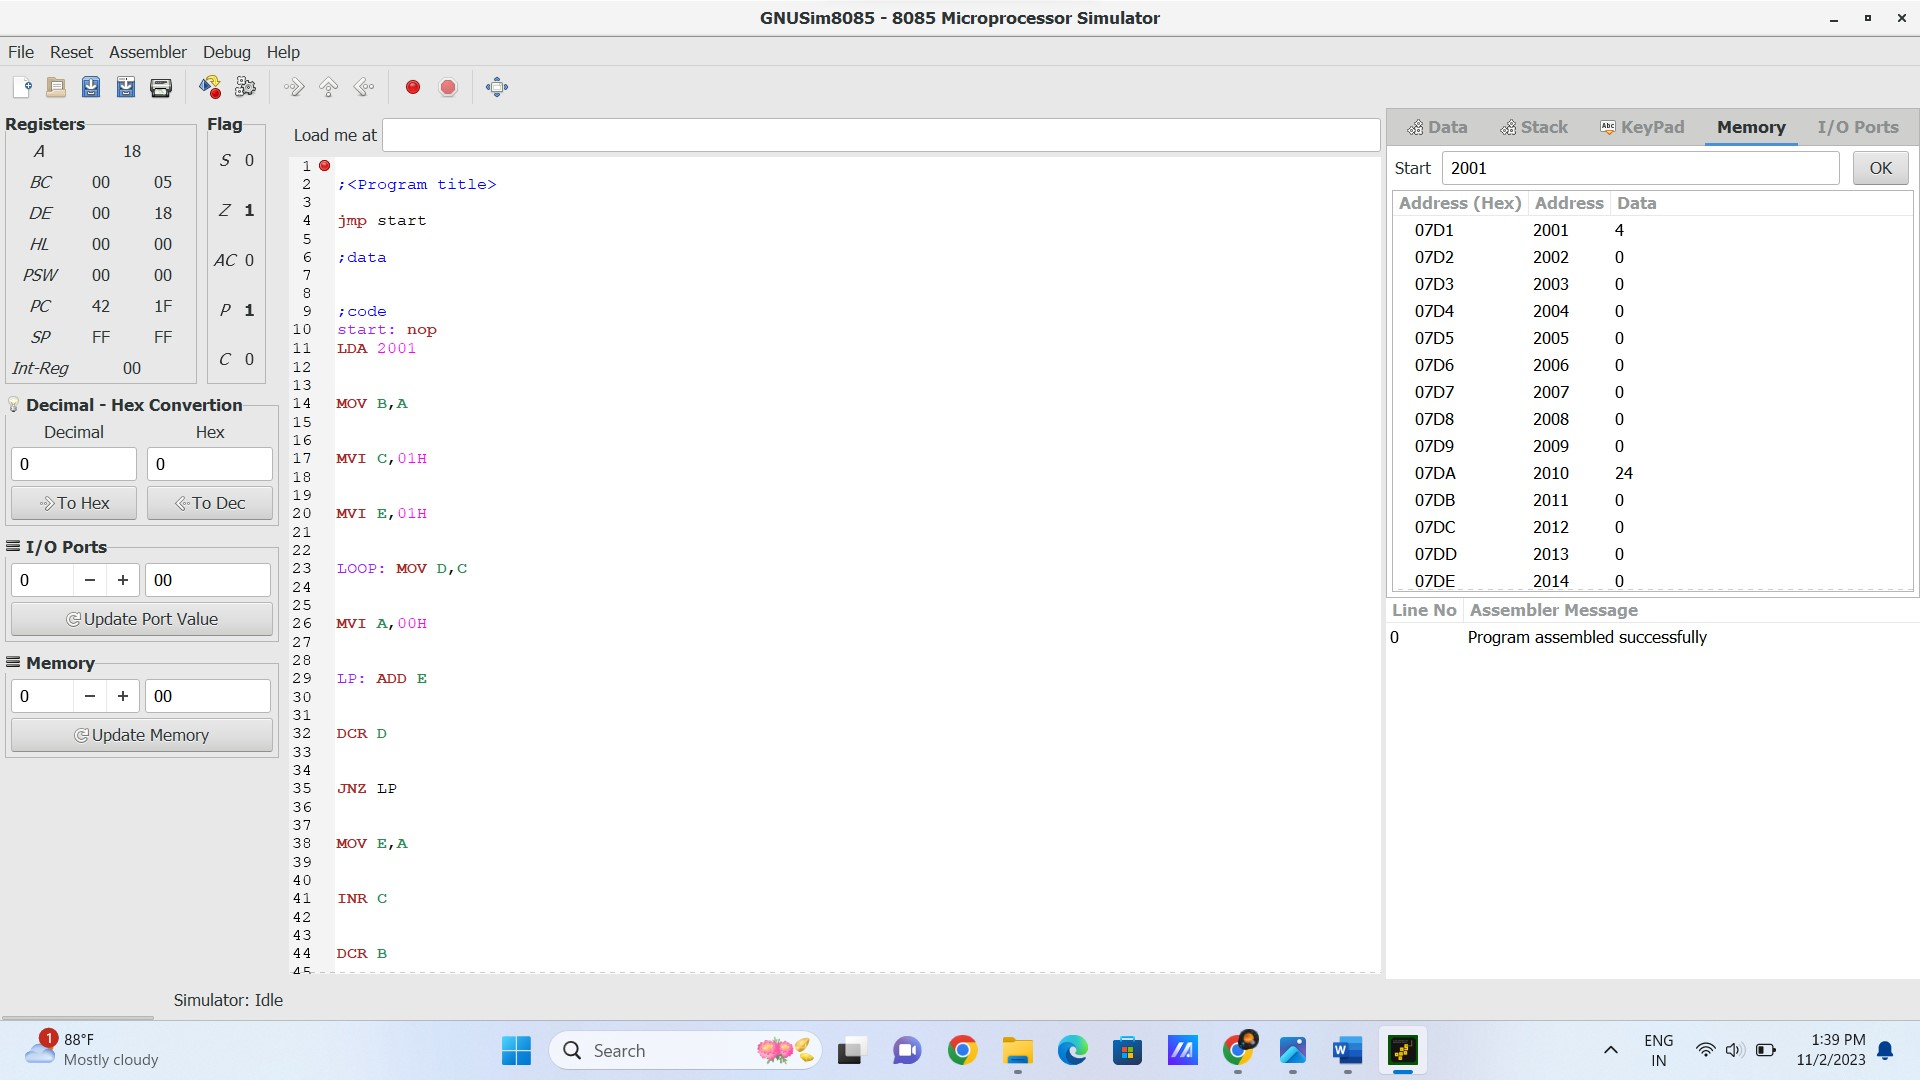 GNUSim8085 - 8085 Microprocessor Simulator
File Reset Assembler Debug Help
Registers
A 18
BC 00 05
DE 00 18
HL 00 00
PSW 00 00
PC 42 1F
SP FF FF
Int-Reg 00
Flag
S 0
Z 1
AC 0
P 1
C 0
Decimal - Hex Convertion
Decimal Hex
0 0
To Hex To Dec
I/O Ports
0 − + 00
Update Port Value
Memory
0 − + 00
Update Memory
Load me at
1
2 ;<Program title>
3
4 jmp start
5
6 ;data
7
8
9 ;code
10 start: nop
11 LDA 2001
12
13
14 MOV B,A
15
16
17 MVI C,01H
18
19
20 MVI E,01H
21
22
23 LOOP: MOV D,C
24
25
26 MVI A,00H
27
28
29 LP: ADD E
30
31
32 DCR D
33
34
35 JNZ LP
36
37
38 MOV E,A
39
40
41 INR C
42
43
44 DCR B
45
Data Stack Abc KeyPad Memory I/O Ports
Start 2001 OK
Address (Hex) Address Data
07D1 2001 4
07D2 2002 0
07D3 2003 0
07D4 2004 0
07D5 2005 0
07D6 2006 0
07D7 2007 0
07D8 2008 0
07D9 2009 0
07DA 2010 24
07DB 2011 0
07DC 2012 0
07DD 2013 0
07DE 2014 0
Line No Assembler Message
0 Program assembled successfully
Simulator: Idle
1
88°F
Mostly cloudy
Search
ENG
IN
1:39 PM
11/2/2023